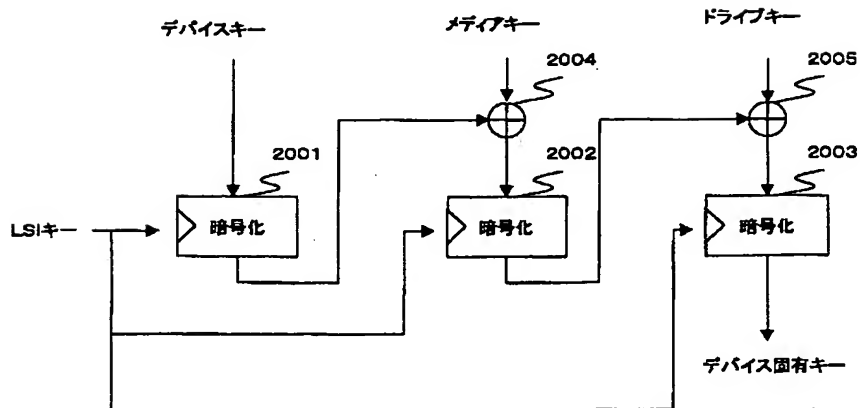 デバイスキー
メディアキー
ドライブキー
2004
2005
2001
2002
2003
LSIキー
暗号化
暗号化
暗号化
デバイス固有キー